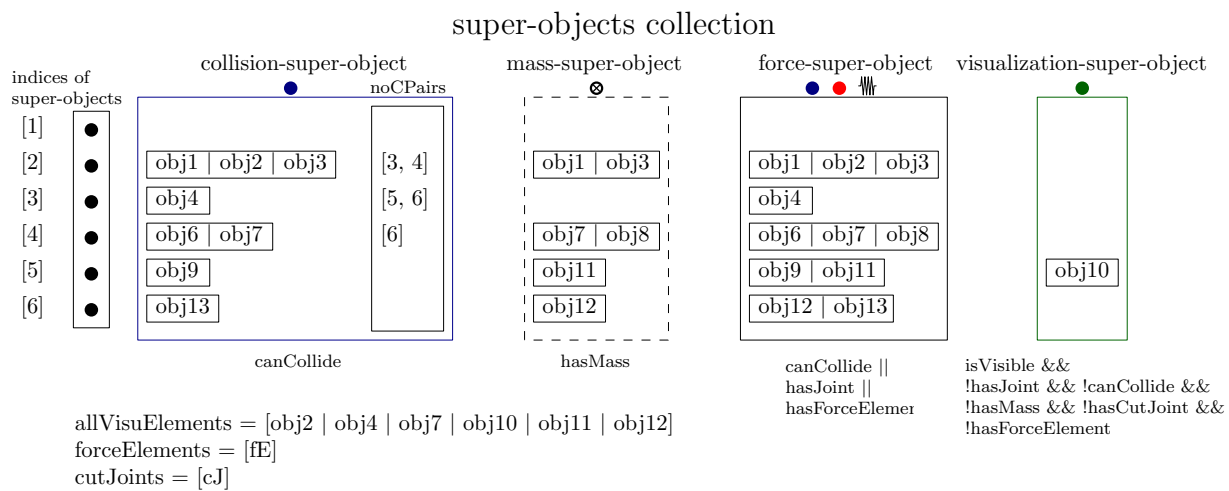 super-objects collection
collision-super-object mass-super-object force-super-object visualization-super-object
indices of
super-objects
noCPairs
[1]
[2] obj1 | obj2 | obj3 [3, 4] obj1 | obj3 obj1 | obj2 | obj3
[3] obj4 [5, 6] obj4
[4] obj6 | obj7 [6] obj7 | obj8 obj6 | obj7 | obj8
[5] obj9 obj11 obj9 | obj11 obj10
[6] obj13 obj12 obj12 | obj13
canCollide hasMass
canCollide ||
hasJoint ||
hasForceElemer
isVisible &&
!hasJoint && !canCollide &&
!hasMass && !hasCutJoint &&
!hasForceElement
allVisuElements = [obj2 | obj4 | obj7 | obj10 | obj11 | obj12]
forceElements = [fE]
cutJoints = [cJ]